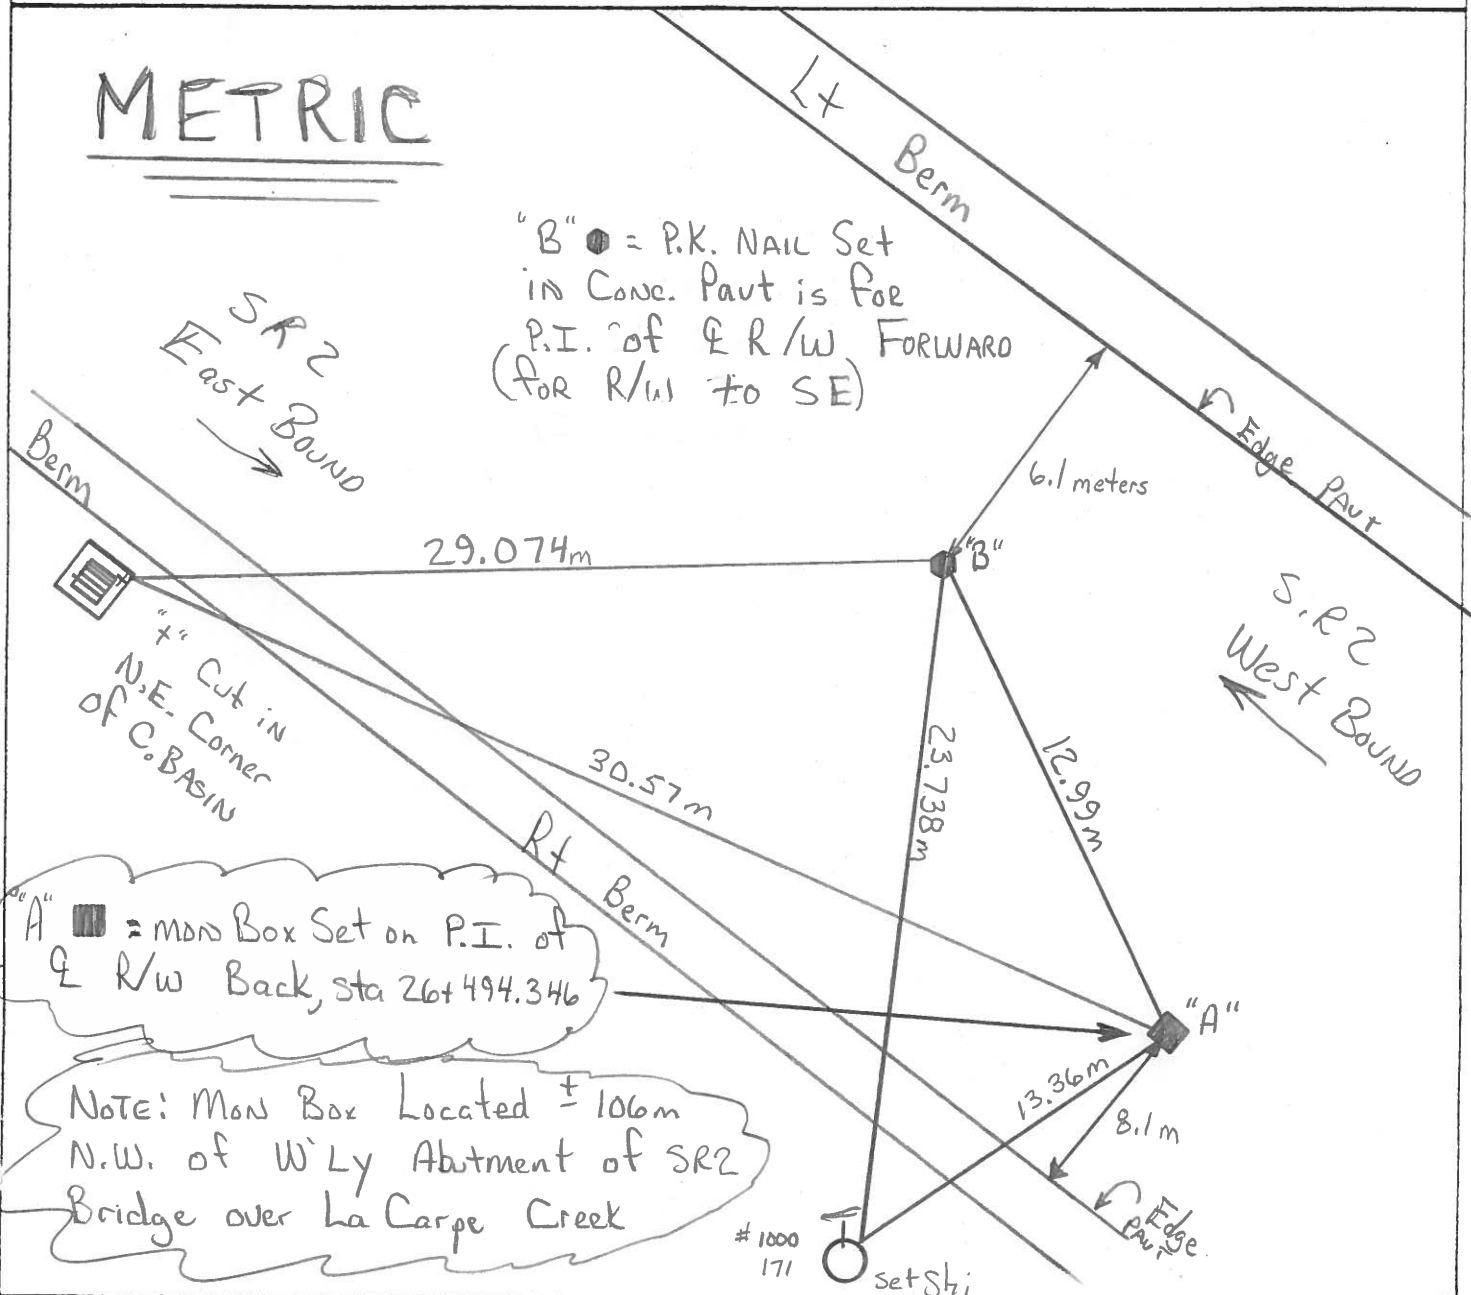 METRIC
Lt Berm
"B" = P.K. NAIL Set
in Conc. Pavt is for
P.I. of ℄ R/W FORWARD
(for R/W to SE)
SR2
East Bound
Berm
6.1 meters
Edge PAvt
29.074m
"B"
"x" Cut in
N.E. Corner
of C. BASIN
S.R2
West Bound
23.738m
12.99m
30.57m
Rt Berm
"A" = mon Box Set on P.I. of
℄ R/W Back, sta 26+494.346
"A"
13.36m
8.1m
NOTE: Mon Box Located ± 106m
N.W. of W'Ly Abutment of SR2
Bridge over La Carpe Creek
Edge
PAvt
#1000
171
set